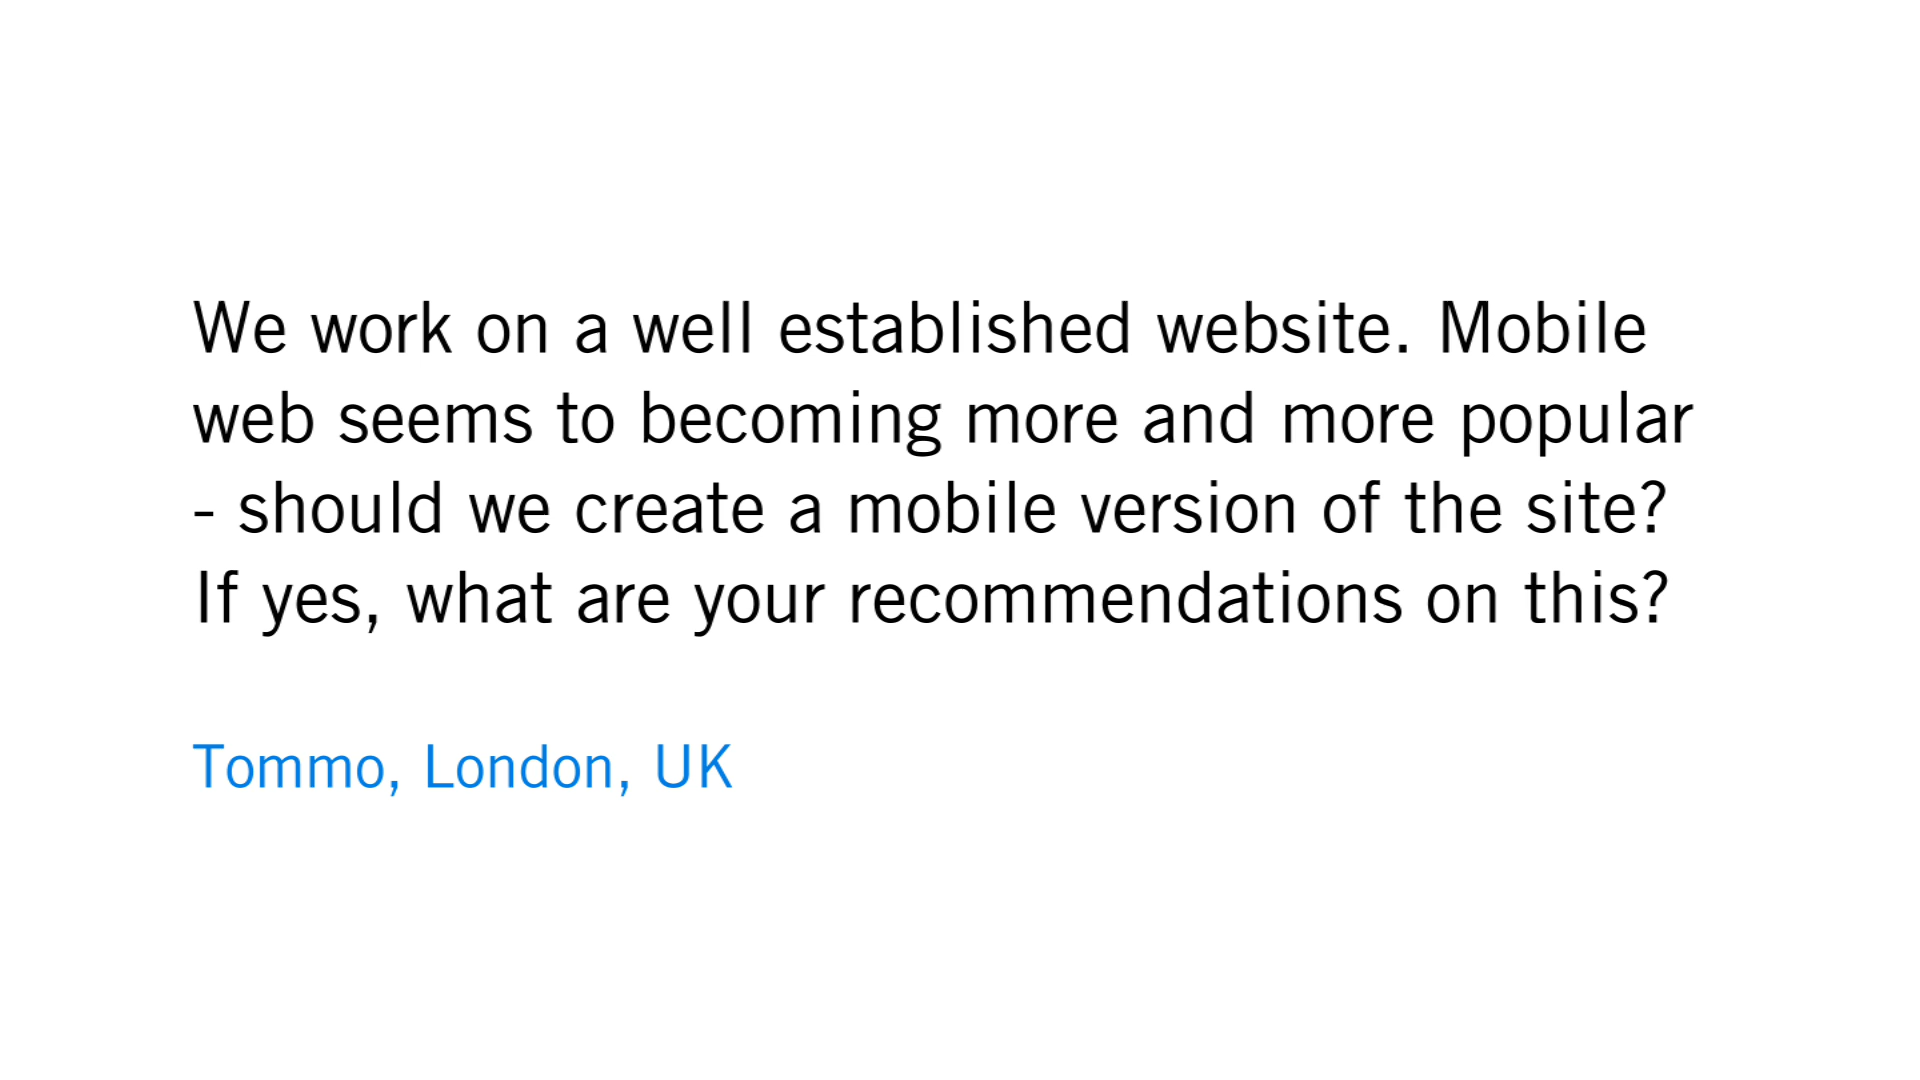 We work on a well established website. Mobile
web seems to becoming more and more popular
- should we create a mobile version of the site?
If yes, what are your recommendations on this?
Tommo, London, UK